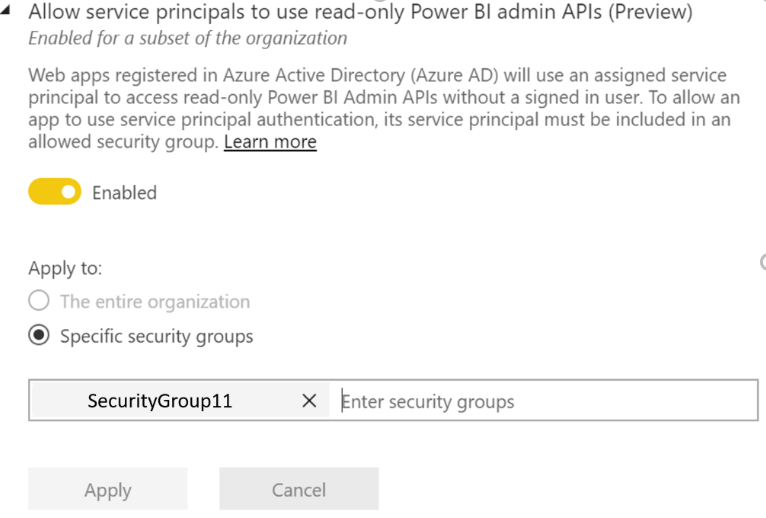 Allow service principals to use read-only Power BI admin APIs (Preview)
Enabled for a subset of the organization
Web apps registered in Azure Active Directory (Azure AD) will use an assigned service
principal to access read-only Power BI Admin APIs without a signed in user. To allow an
app to use service principal authentication, its service principal must be included in an
allowed security group. Learn more
Enabled
Apply to:
The entire organization
Specific security groups
SecurityGroup11 Enter security groups
Apply Cancel